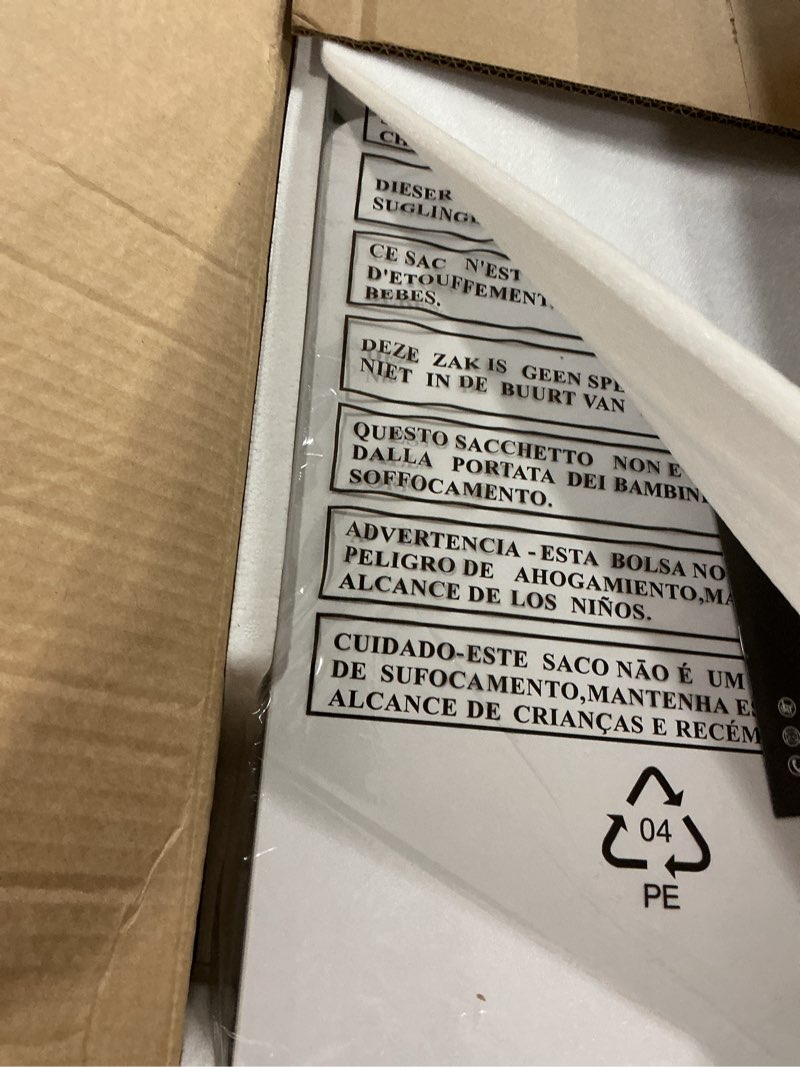 DIESER
CE SAC N'EST
D'ETOUFFEMENT
BEBES.
DEZE ZAK IS GEEN
NIET IN DE BUURT VAN
QUESTO SACCHETTO NON E
DALLA PORTATA DEI
SOFFOCAMENTO.
ADVERTENCIA - ESTA BOLSA NO
PELIGRO DE AHOGAMIENTO,
ALCANCE DE LOS NIÑOS.
CUIDADO-ESTE SACO NÃO É UM
DE SUFOCAMENTO,MANTENHA
ALCANCE DE CRIANÇAS E
04
PE